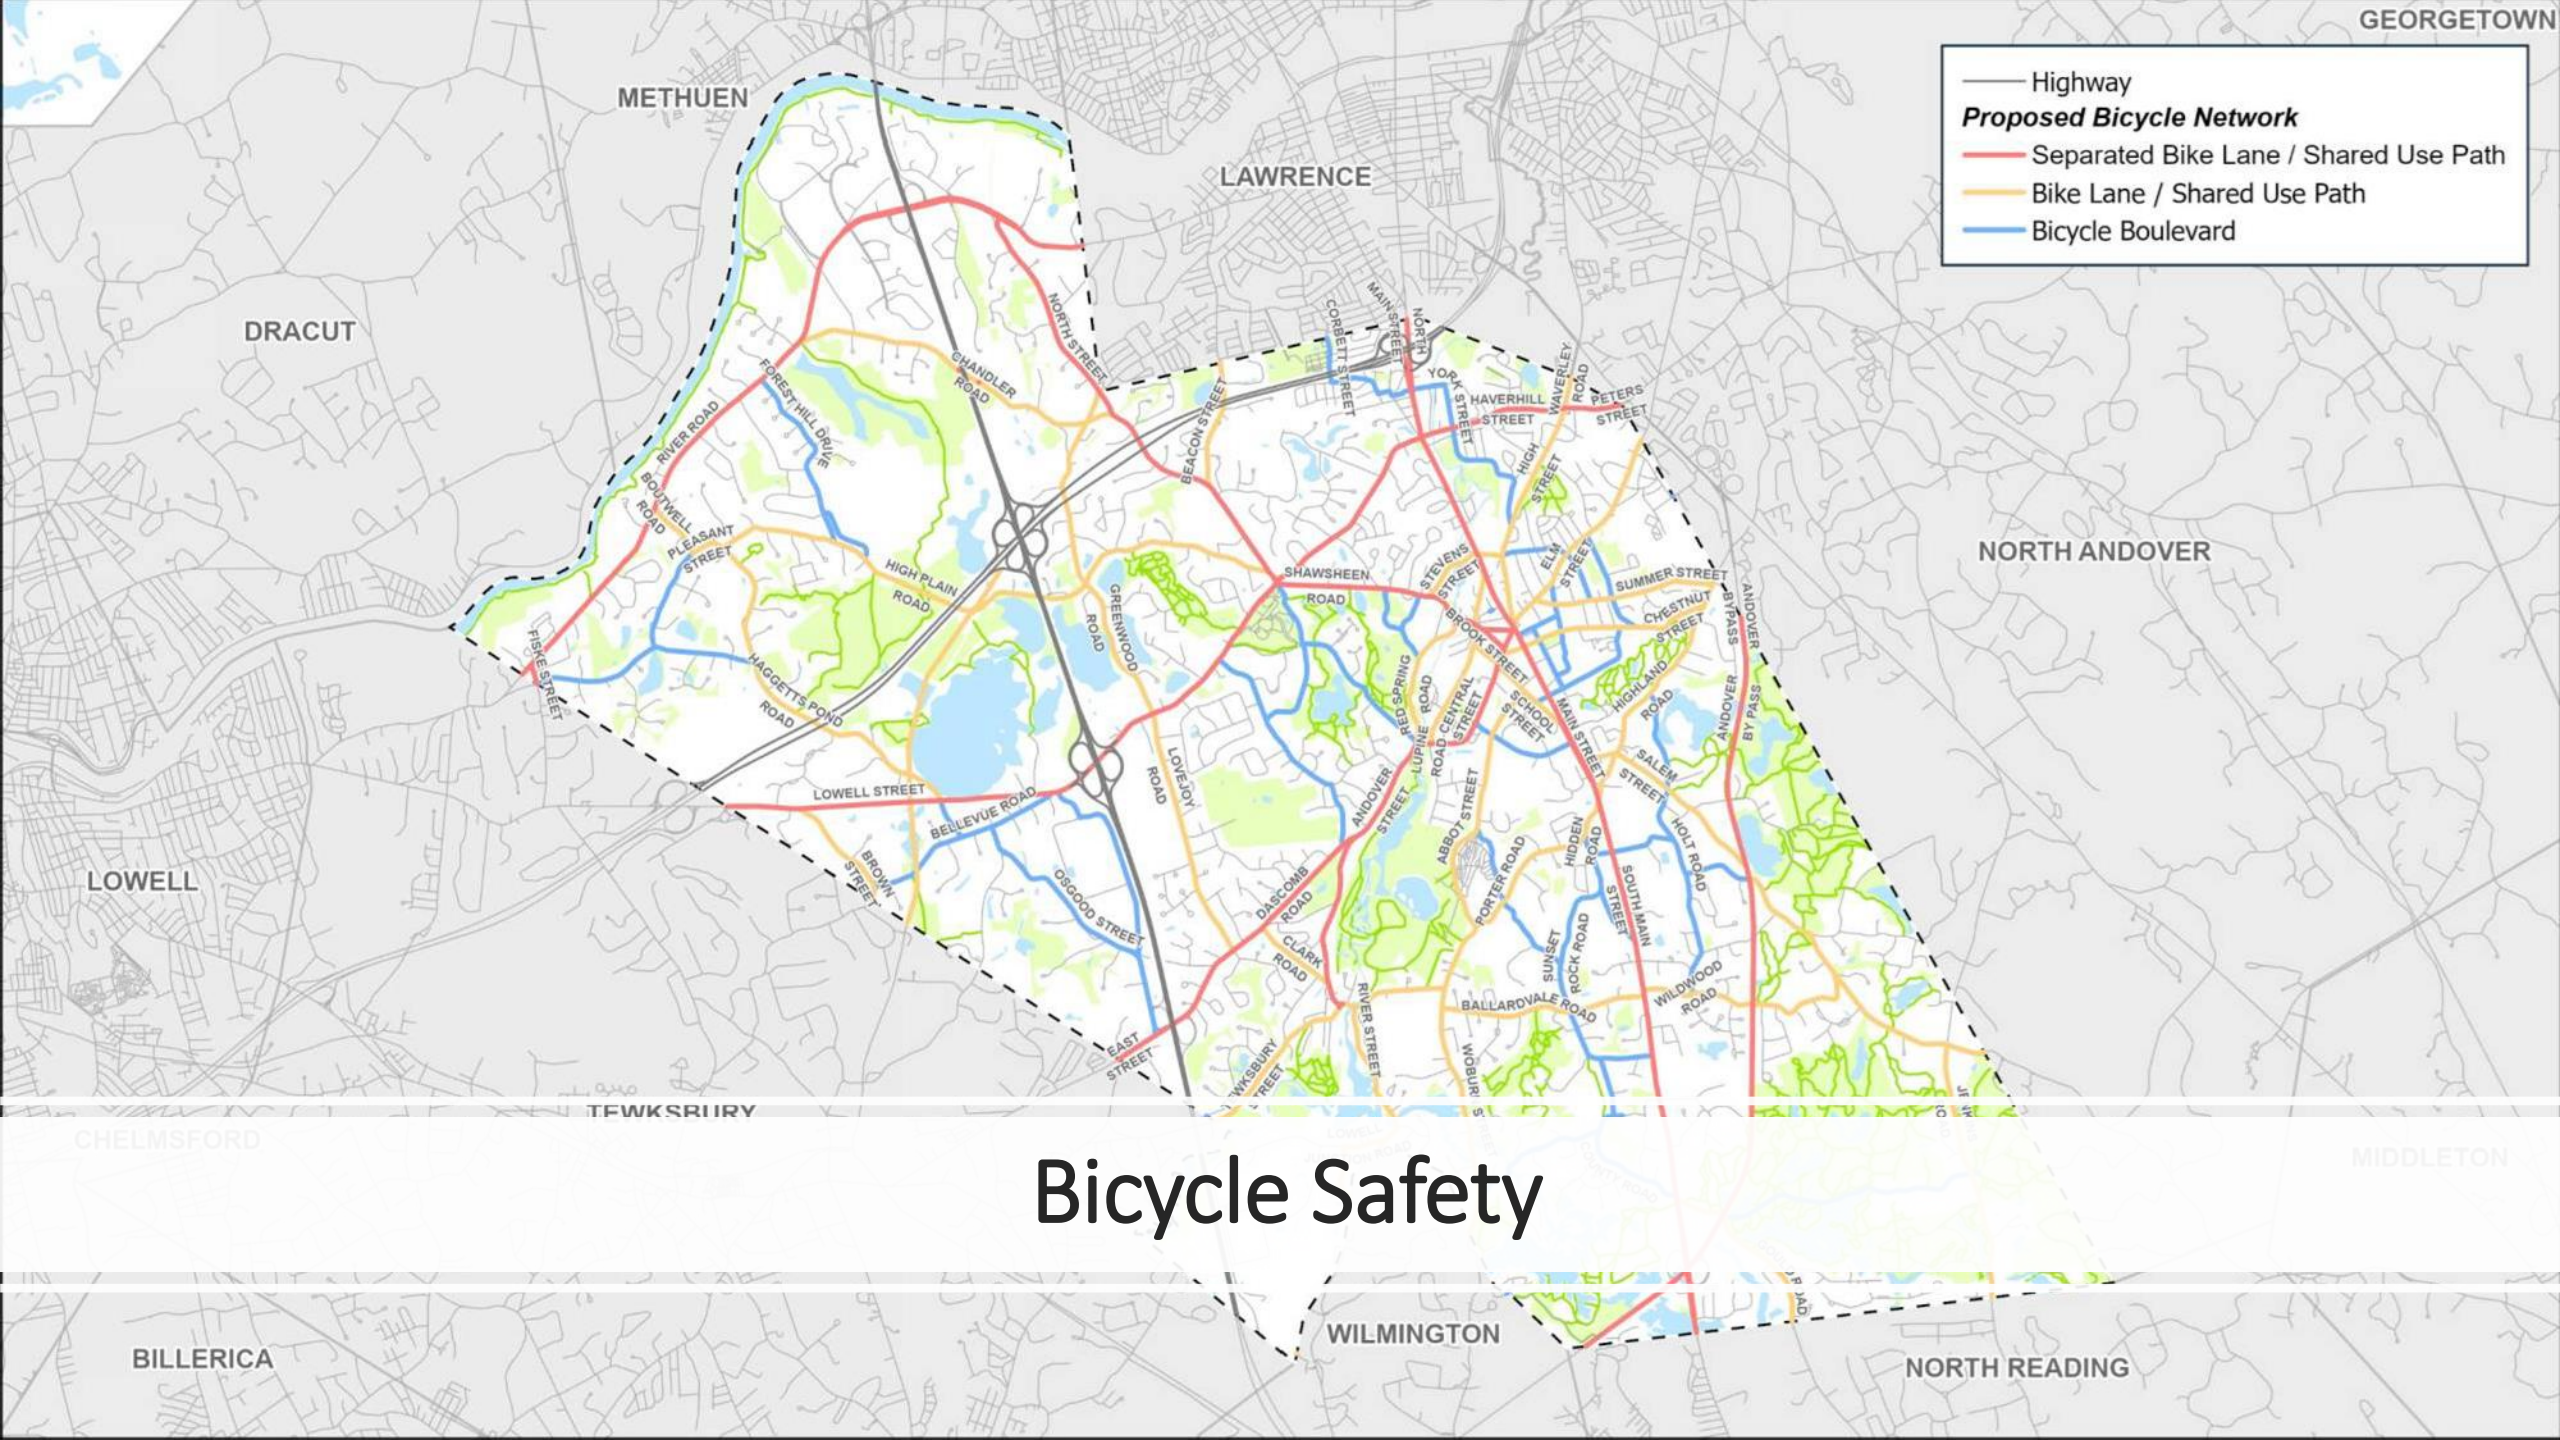 GEORGETOWN
Highway
Proposed Bicycle Network
Separated Bike Lane / Shared Use Path
Bike Lane / Shared Use Path
Bicycle Boulevard
METHUEN
LAWRENCE
DRACUT
NORTH ANDOVER
LOWELL
TEWKSBURY
CHELMSFORD
MIDDLETON
BILLERICA
WILMINGTON
NORTH READING
NORTH STREET
CORBETT STREET
MAIN STREET
NORTH
CHANDLER
ROAD
FOREST HILL DRIVE
RIVER ROAD
BEACON STREET
YORK STREET
HAVERHILL
STREET
WAVERLEY
ROAD
PETERS
STREET
HIGH
STREET
BOUTWELL
ROAD
PLEASANT
STREET
HIGH PLAIN
ROAD
GREENWOOD
ROAD
SHAWSHEEN
ROAD
STEVENS
STREET
ELM
STREET
SUMMER STREET
CHESTNUT
STREET
ANDOVER
BYPASS
FISKE STREET
HAGGETTS POND
ROAD
BROOK STREET
RED SPRING
ROAD
CENTRAL
STREET
SCHOOL
STREET
HIGHLAND
ROAD
MAIN STREET
ANDOVER
BY PASS
LUPINE
ROAD
SALEM
STREET
LOVEJOY
ROAD
LOWELL STREET
BELLEVUE ROAD
ANDOVER
STREET
ABBOT STREET
BROWN
STREET
OSGOOD STREET
DASCOMB
ROAD
PORTER ROAD
HIDDEN
ROAD
HOLT ROAD
SOUTH MAIN
STREET
CLARK
ROAD
SUNSET
ROCK ROAD
WILDWOOD
ROAD
BALLARDVALE ROAD
RIVER STREET
EAST
STREET
Bicycle Safety